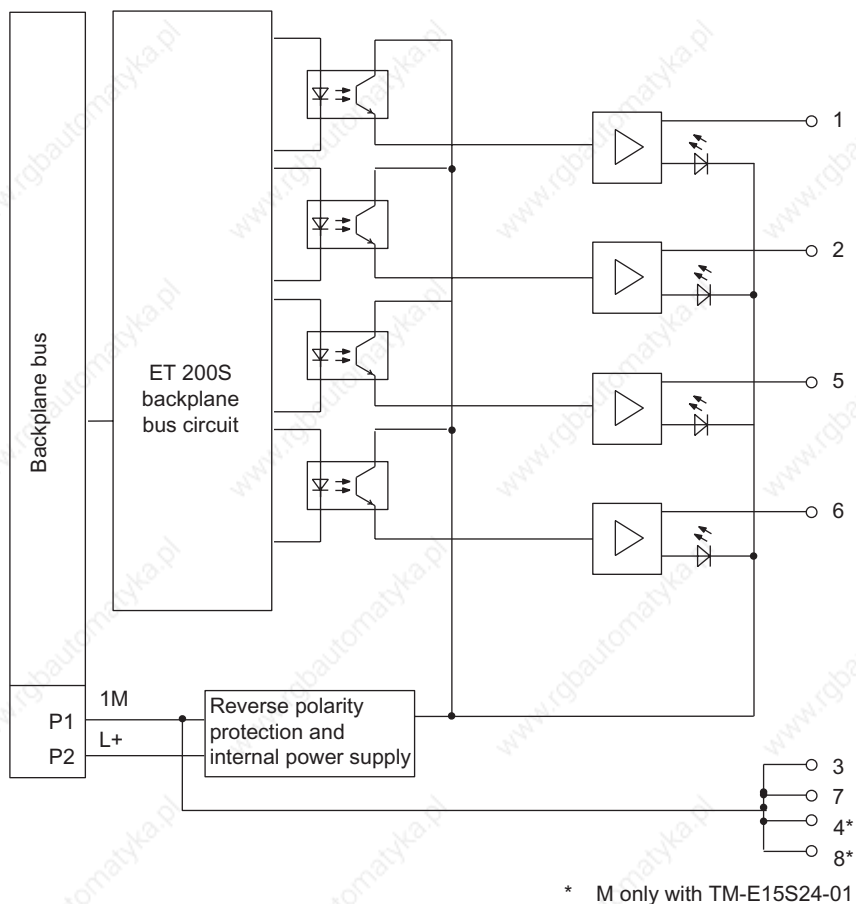 1
2
Backplane bus
ET 200S
backplane
bus circuit
5
6
1M
P1
L+
P2
Reverse polarity
protection and
internal power supply
3
7
4*
8*
* M only with TM-E15S24-01
www.rgbautomatyka.pl